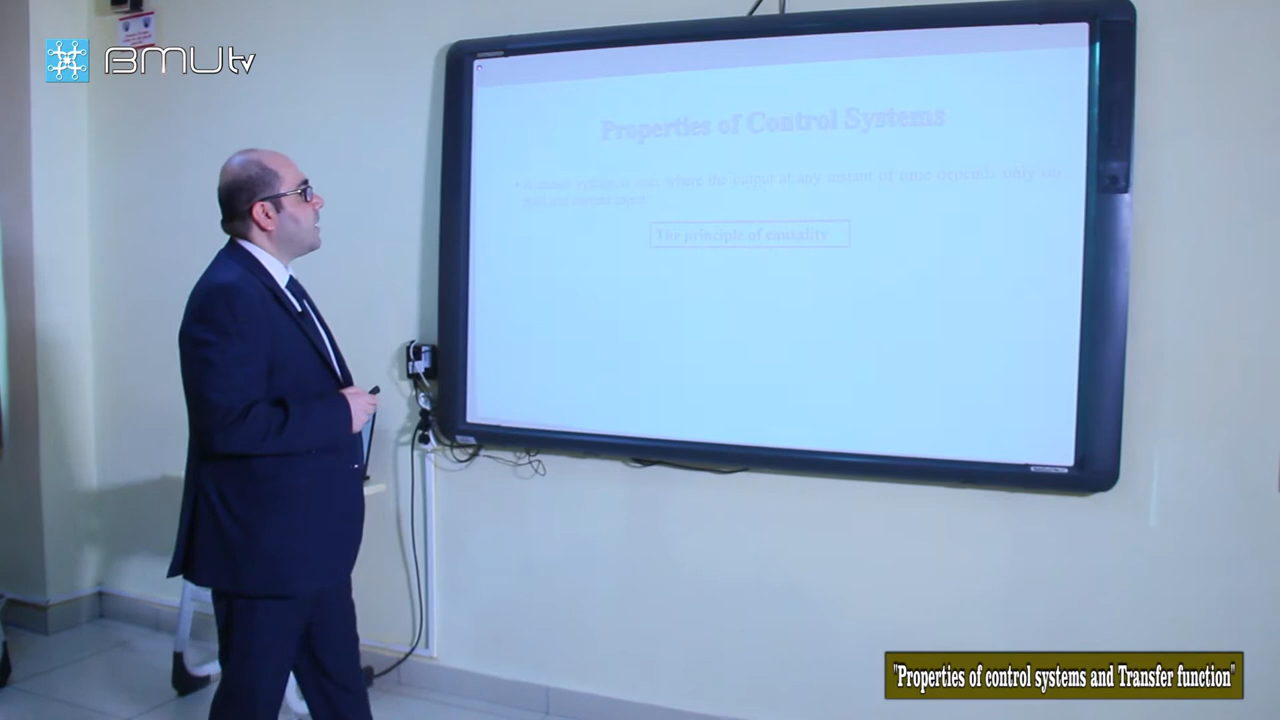 BMUtv
Properties of Control Systems
• A causal system is one, where the output at any instant of time depends only on
past and current input
The principle of causality
"Properties of control systems and Transfer function"